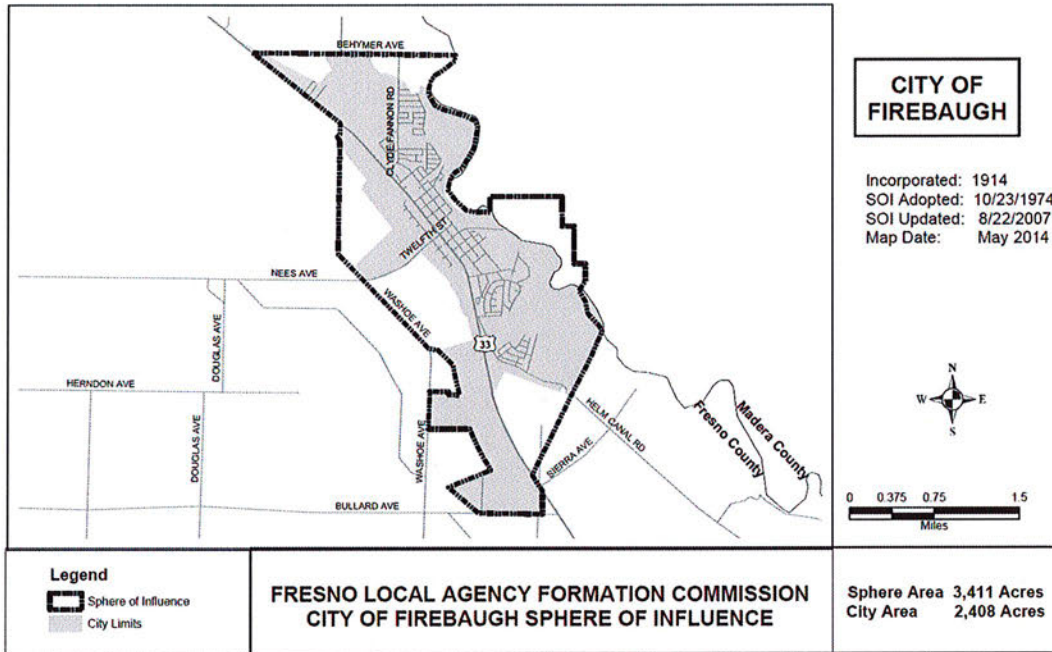 BEHYMER AVE
CLYDE FANNON RD
TWELFTH ST
NEES AVE
WASHOE AVE
DOUGLAS AVE
33
HERNDON AVE
DOUGLAS AVE
WASHOE AVE
HELM CANAL RD
SIERRA AVE
BULLARD AVE
Fresno County
Madera County
CITY OF
FIREBAUGH
Incorporated: 1914
SOI Adopted: 10/23/1974
SOI Updated: 8/22/2007
Map Date: May 2014
N
W E
S
0 0.375 0.75 1.5
Miles
Legend
Sphere of Influence
City Limits
FRESNO LOCAL AGENCY FORMATION COMMISSION
CITY OF FIREBAUGH SPHERE OF INFLUENCE
Sphere Area 3,411 Acres
City Area 2,408 Acres